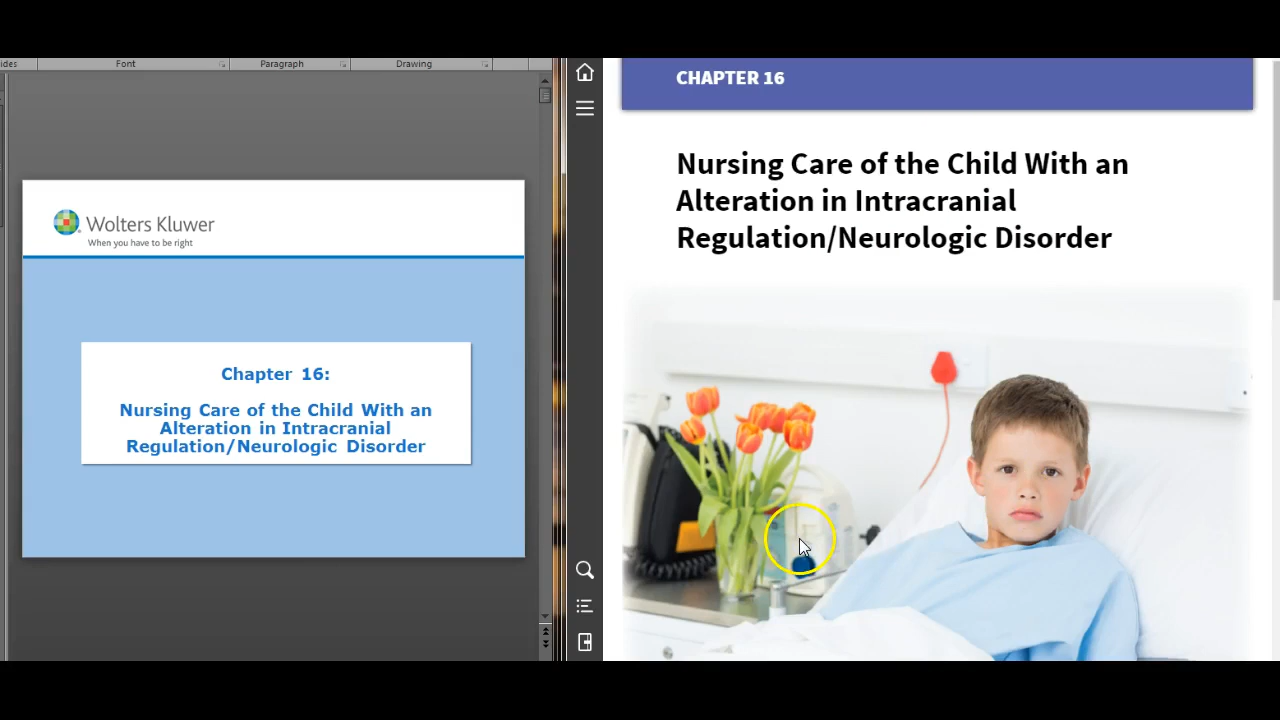 ides
Font
Paragraph
Drawing
Wolters Kluwer
When you have to be right
Chapter 16:
Nursing Care of the Child With an
Alteration in Intracranial
Regulation/Neurologic Disorder
CHAPTER 16
Nursing Care of the Child With an
Alteration in Intracranial
Regulation/Neurologic Disorder